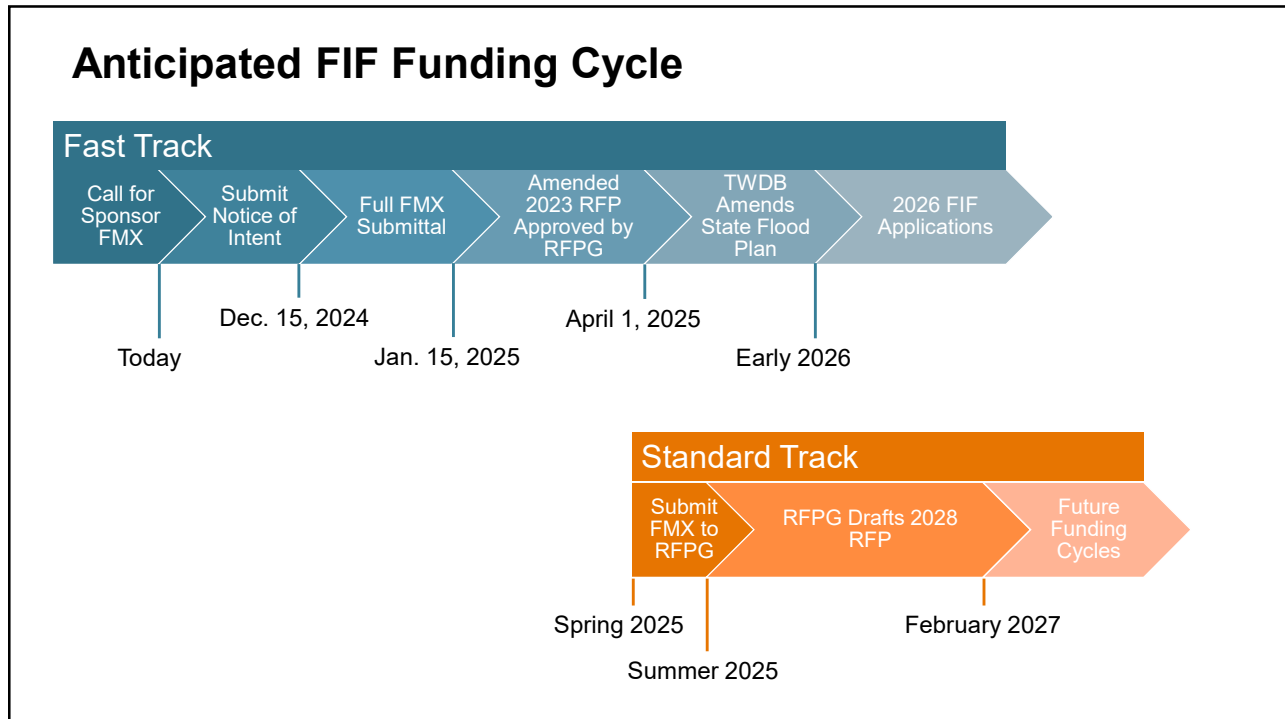 Anticipated FIF Funding Cycle
Fast Track
Call for
Sponsor
FMX
Submit
Notice of
Intent
Full FMX
Submittal
Amended
2023 RFP
Approved by
RFPG
TWDB
Amends
State Flood
Plan
2026 FIF
Applications
Today
Dec. 15, 2024
Jan. 15, 2025
April 1, 2025
Early 2026
Standard Track
Submit
FMX to
RFPG
RFPG Drafts 2028
RFP
Future
Funding
Cycles
Spring 2025
Summer 2025
February 2027